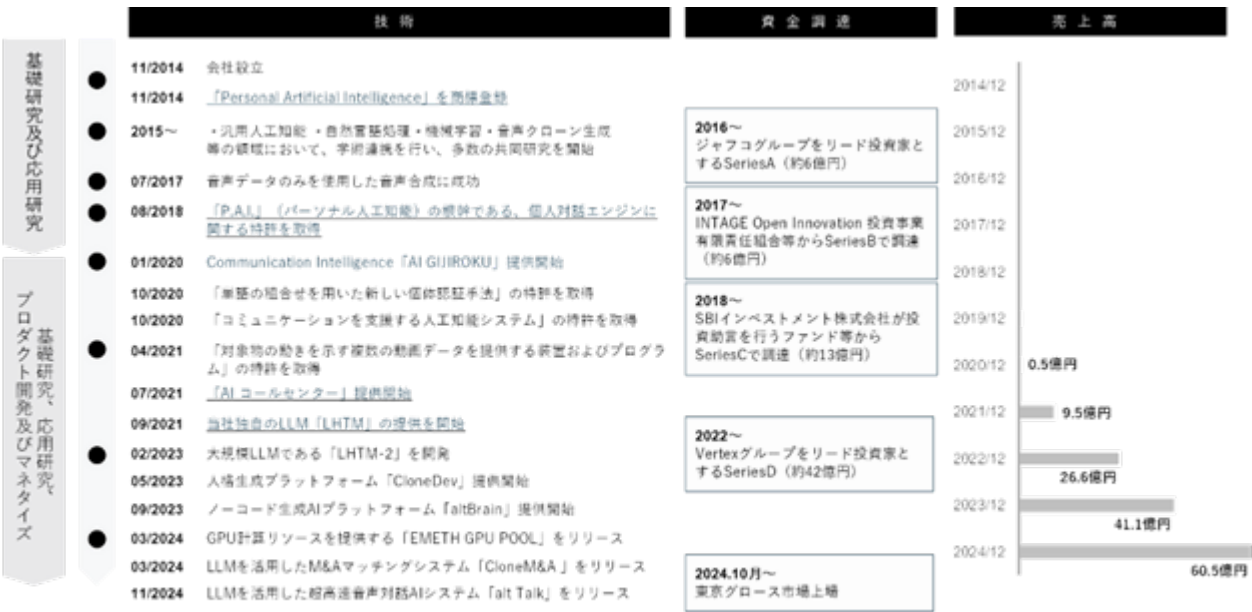 技術
資金調達
売上高
基礎研究及び応用研究
基礎研究、応用研究、
プロダクト開発及びマネタイズ
11/2014 会社設立
11/2014 「Personal Artificial Intelligence」を商標登録
2015～ ・汎用人工知能 ・自然言語処理・機械学習・音声クローン生成
等の領域において、学術連携を行い、多数の共同研究を開始
07/2017 音声データのみを使用した音声合成に成功
08/2018 「P.A.I.」（パーソナル人工知能）の根幹である、個人対話エンジンに
関する特許を取得
01/2020 Communication Intelligence「AI GIJIROKU」提供開始
10/2020 「単語の組合せを用いた新しい個体認証手法」の特許を取得
10/2020 「コミュニケーションを支援する人工知能システム」の特許を取得
04/2021 「対象物の動きを示す複数の動画データを提供する装置およびプログラ
ム」の特許を取得
07/2021 「AI コールセンター」提供開始
09/2021 当社独自のLLM「LHTM」の提供を開始
02/2023 大規模LLMである「LHTM-2」を開発
05/2023 人格生成プラットフォーム「CloneDev」提供開始
09/2023 ノーコード生成AIプラットフォーム「altBrain」提供開始
03/2024 GPU計算リソースを提供する「EMETH GPU POOL」をリリース
03/2024 LLMを活用したM&Aマッチングシステム「CloneM&A」をリリース
11/2024 LLMを活用した超高速音声対話AIシステム「alt Talk」をリリース
2016～
ジャフコグループをリード投資家と
するSeriesA（約6億円）
2017～
INTAGE Open Innovation 投資事業
有限責任組合等からSeriesBで調達
（約6億円）
2018～
SBIインベストメント株式会社が投
資助言を行うファンド等から
SeriesCで調達（約13億円）
2022～
Vertexグループをリード投資家と
するSeriesD（約42億円）
2024.10月～
東京グロース市場上場
2014/12
2015/12
2016/12
2017/12
2018/12
2019/12
2020/12 0.5億円
2021/12 9.5億円
2022/12 26.6億円
2023/12 41.1億円
2024/12 60.5億円